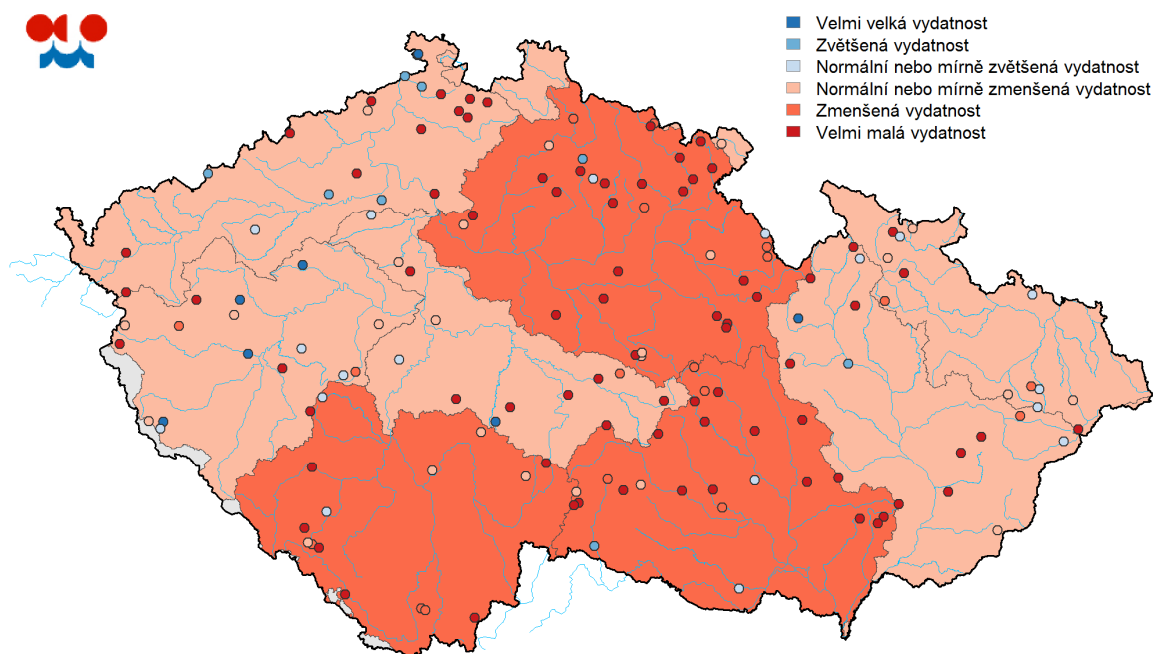 Velmi velká vydatnost
Zvětšená vydatnost
Normální nebo mírně zvětšená vydatnost
Normální nebo mírně zmenšená vydatnost
Zmenšená vydatnost
Velmi malá vydatnost